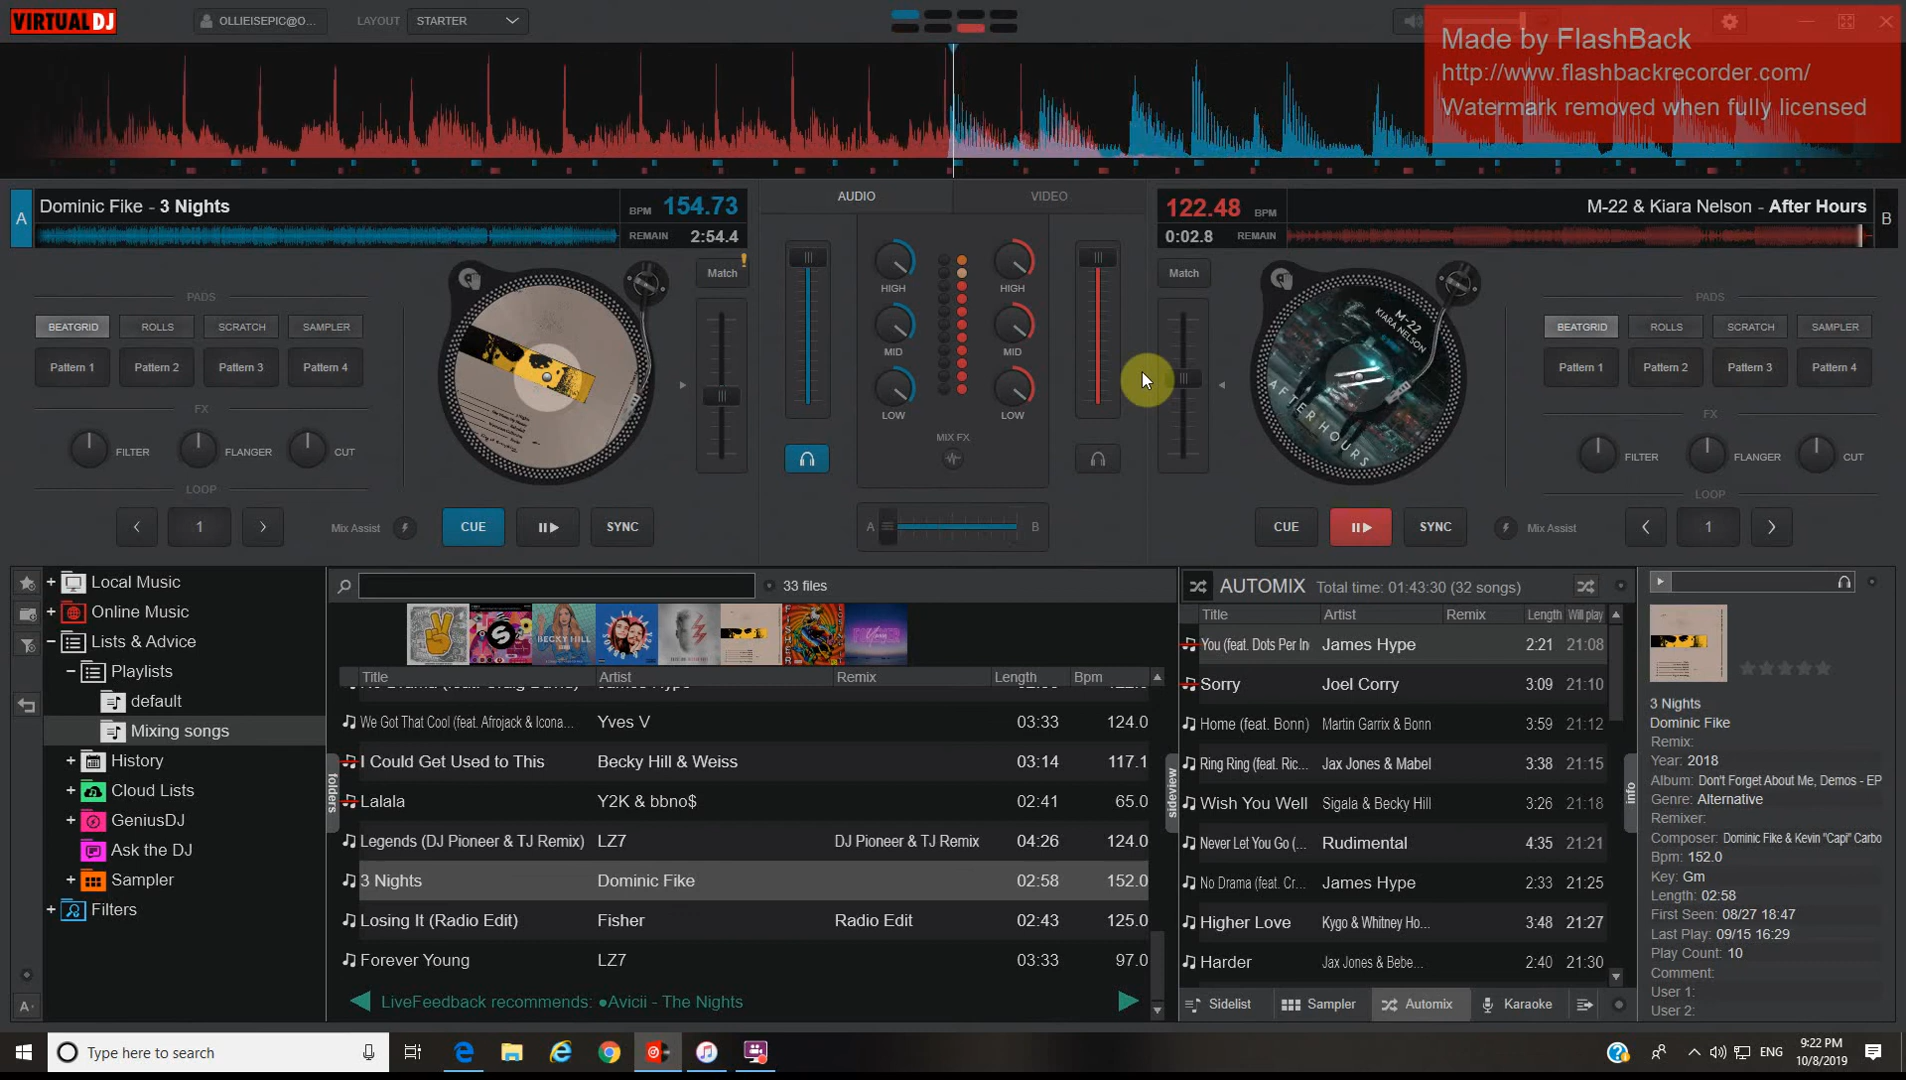 VIRTUAL DJ
OLLIEISEPIC@O...
LAYOUT STARTER
Made by FlashBack
http://www.flashbackrecorder.com/
Watermark removed when fully licensed
A
Dominic Fike - 3 Nights
BPM 154.73
REMAIN 2:54.4
AUDIO VIDEO
122.48 BPM
0:02.8 REMAIN
M-22 & Kiara Nelson - After Hours
B
Match
HIGH HIGH
MID MID
LOW LOW
MIX FX
A B
Match
PADS
BEATGRID ROLLS SCRATCH SAMPLER
Pattern 1 Pattern 2 Pattern 3 Pattern 4
FX
FILTER FLANGER CUT
LOOP
1 Mix Assist CUE SYNC
M-22
KIARA NELSON
AFTER HOURS
PADS
BEATGRID ROLLS SCRATCH SAMPLER
Pattern 1 Pattern 2 Pattern 3 Pattern 4
FX
FILTER FLANGER CUT
LOOP
CUE SYNC Mix Assist 1
Local Music
Online Music
Lists & Advice
Playlists
default
Mixing songs
History
Cloud Lists
GeniusDJ
Ask the DJ
Sampler
Filters
folders
33 files
BECKY HILL
Title Artist Remix Length Bpm
We Got That Cool (feat. Afrojack & Icona... Yves V 03:33 124.0
I Could Get Used to This Becky Hill & Weiss 03:14 117.1
Lalala Y2K & bbno$ 02:41 65.0
Legends (DJ Pioneer & TJ Remix) LZ7 DJ Pioneer & TJ Remix 04:26 124.0
3 Nights Dominic Fike 02:58 152.0
Losing It (Radio Edit) Fisher Radio Edit 02:43 125.0
Forever Young LZ7 03:33 97.0
LiveFeedback recommends: ●Avicii - The Nights
sideview
AUTOMIX Total time: 01:43:30 (32 songs)
Title Artist Remix Length Will play
You (feat. Dots Per In James Hype 2:21 21:08
Sorry Joel Corry 3:09 21:10
Home (feat. Bonn) Martin Garrix & Bonn 3:59 21:12
Ring Ring (feat. Ric... Jax Jones & Mabel 3:38 21:15
Wish You Well Sigala & Becky Hill 3:26 21:18
Never Let You Go (... Rudimental 4:35 21:21
No Drama (feat. Cr... James Hype 2:33 21:25
Higher Love Kygo & Whitney Ho... 3:48 21:27
Harder Jax Jones & Bebe... 2:40 21:30
Sidelist Sampler Automix Karaoke
info
3 Nights
Dominic Fike
Remix:
Year: 2018
Album: Don't Forget About Me, Demos - EP
Genre: Alternative
Remixer:
Composer: Dominic Fike & Kevin "Capi" Carbo
Bpm: 152.0
Key: Gm
Length: 02:58
First Seen: 08/27 18:47
Last Play: 09/15 16:29
Play Count: 10
Comment:
User 1:
User 2:
Type here to search
ENG
9:22 PM
10/8/2019